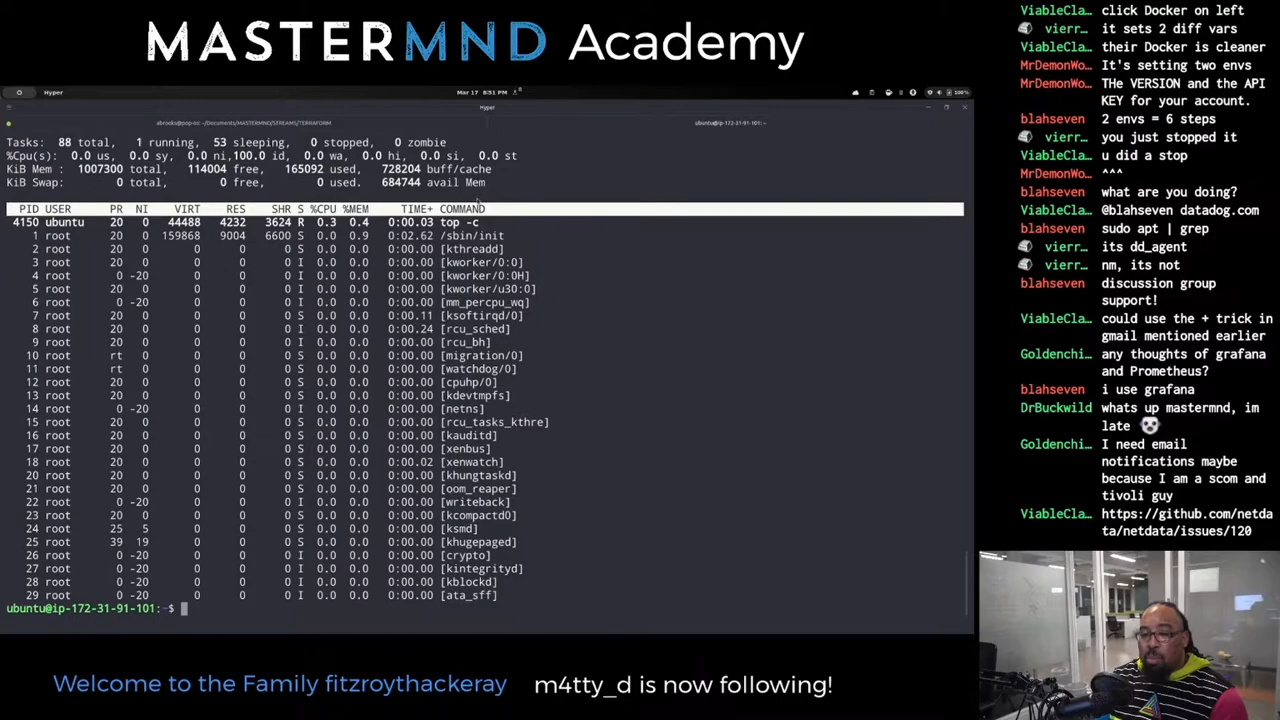 MASTERMND Academy
Hyper
Mar 17 8:51 PM
100%
Hyper
abrooks@pop-os: ~/Documents/MASTERMND/STREAMS/TERRAFORM
ubuntu@ip-172-31-91-101: ~
Tasks: 88 total, 1 running, 53 sleeping, 0 stopped, 0 zombie
%Cpu(s): 0.0 us, 0.0 sy, 0.0 ni,100.0 id, 0.0 wa, 0.0 hi, 0.0 si, 0.0 st
KiB Mem : 1007300 total, 114004 free, 165092 used, 728204 buff/cache
KiB Swap: 0 total, 0 free, 0 used. 684744 avail Mem
PID USER PR NI VIRT RES SHR S %CPU %MEM TIME+ COMMAND
4150 ubuntu 20 0 44488 4232 3624 R 0.3 0.4 0:00.03 top -c
1 root 20 0 159868 9004 6600 S 0.0 0.9 0:02.62 /sbin/init
2 root 20 0 0 0 0 S 0.0 0.0 0:00.00 [kthreadd]
3 root 20 0 0 0 0 I 0.0 0.0 0:00.00 [kworker/0:0]
4 root 0 -20 0 0 0 I 0.0 0.0 0:00.00 [kworker/0:0H]
5 root 20 0 0 0 0 I 0.0 0.0 0:00.00 [kworker/u30:0]
6 root 0 -20 0 0 0 I 0.0 0.0 0:00.00 [mm_percpu_wq]
7 root 20 0 0 0 0 S 0.0 0.0 0:00.11 [ksoftirqd/0]
8 root 20 0 0 0 0 I 0.0 0.0 0:00.24 [rcu_sched]
9 root 20 0 0 0 0 I 0.0 0.0 0:00.00 [rcu_bh]
10 root rt 0 0 0 0 S 0.0 0.0 0:00.00 [migration/0]
11 root rt 0 0 0 0 S 0.0 0.0 0:00.00 [watchdog/0]
12 root 20 0 0 0 0 S 0.0 0.0 0:00.00 [cpuhp/0]
13 root 20 0 0 0 0 S 0.0 0.0 0:00.00 [kdevtmpfs]
14 root 0 -20 0 0 0 I 0.0 0.0 0:00.00 [netns]
15 root 20 0 0 0 0 S 0.0 0.0 0:00.00 [rcu_tasks_kthre]
16 root 20 0 0 0 0 S 0.0 0.0 0:00.00 [kauditd]
17 root 20 0 0 0 0 S 0.0 0.0 0:00.00 [xenbus]
18 root 20 0 0 0 0 S 0.0 0.0 0:00.02 [xenwatch]
20 root 20 0 0 0 0 S 0.0 0.0 0:00.00 [khungtaskd]
21 root 20 0 0 0 0 S 0.0 0.0 0:00.00 [oom_reaper]
22 root 0 -20 0 0 0 I 0.0 0.0 0:00.00 [writeback]
23 root 20 0 0 0 0 S 0.0 0.0 0:00.00 [kcompactd0]
24 root 25 5 0 0 0 S 0.0 0.0 0:00.00 [ksmd]
25 root 39 19 0 0 0 S 0.0 0.0 0:00.00 [khugepaged]
26 root 0 -20 0 0 0 I 0.0 0.0 0:00.00 [crypto]
27 root 0 -20 0 0 0 I 0.0 0.0 0:00.00 [kintegrityd]
28 root 0 -20 0 0 0 I 0.0 0.0 0:00.00 [kblockd]
29 root 0 -20 0 0 0 I 0.0 0.0 0:00.00 [ata_sff]
ubuntu@ip-172-31-91-101:~$
ViableCla… click Docker on left
vierr… it sets 2 diff vars
ViableCla… their Docker is cleaner
MrDemonWo… It's setting two envs
MrDemonWo… THE VERSION and the API
KEY for your account.
blahseven 2 envs = 6 steps
vierr… you just stopped it
ViableCla… u did a stop
MrDemonWo… ^^^
blahseven what are you doing?
ViableCla… @blahseven datadog.com
blahseven sudo apt | grep
vierr… its dd_agent
vierr… nm, its not
blahseven discussion group
support!
ViableCla… could use the + trick in
gmail mentioned earlier
Goldenchi… any thoughts of grafana
and Prometheus?
blahseven i use grafana
DrBuckwild whats up mastermnd, im
late
Goldenchi… I need email
notifications maybe
because I am a scom and
tivoli guy
ViableCla… https://github.com/netda
ta/netdata/issues/120
Welcome to the Family fitzroythackeray m4tty_d is now following!